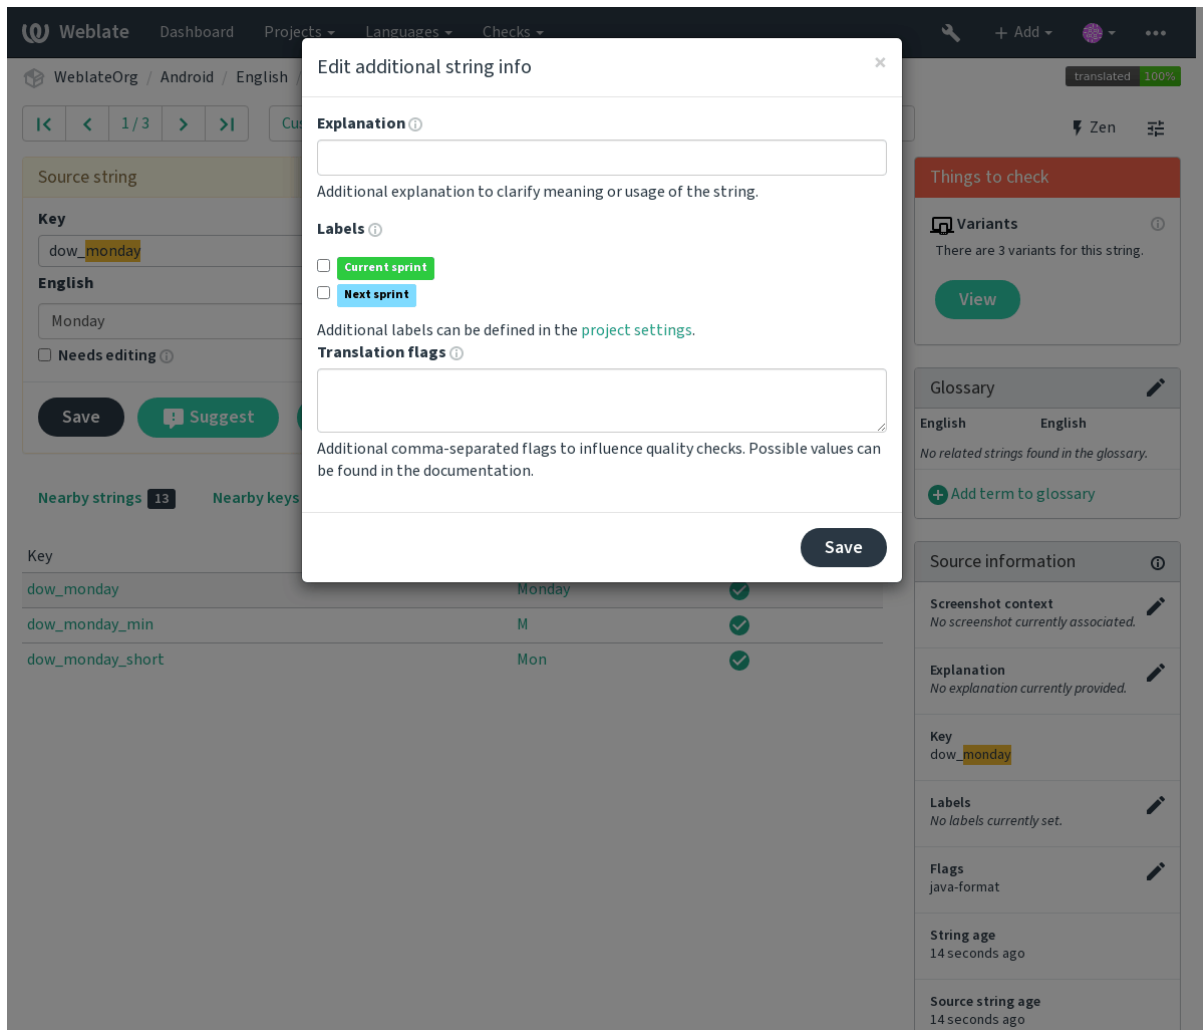 Weblate
Dashboard
Projects
Languages
Checks
+ Add
WeblateOrg / Android / English /
translated 100%
1 / 3
Zen
Edit additional string info
×
Explanation
Additional explanation to clarify meaning or usage of the string.
Labels
Current sprint
Next sprint
Additional labels can be defined in the project settings.
Translation flags
Additional comma-separated flags to influence quality checks. Possible values can
be found in the documentation.
Save
Source string
Key
dow_monday
English
Monday
Needs editing
Save
Suggest
Nearby strings 13
Nearby keys
Key
dow_monday Monday
dow_monday_min M
dow_monday_short Mon
Things to check
Variants
There are 3 variants for this string.
View
Glossary
English English
No related strings found in the glossary.
Add term to glossary
Source information
Screenshot context
No screenshot currently associated.
Explanation
No explanation currently provided.
Key
dow_monday
Labels
No labels currently set.
Flags
java-format
String age
14 seconds ago
Source string age
14 seconds ago